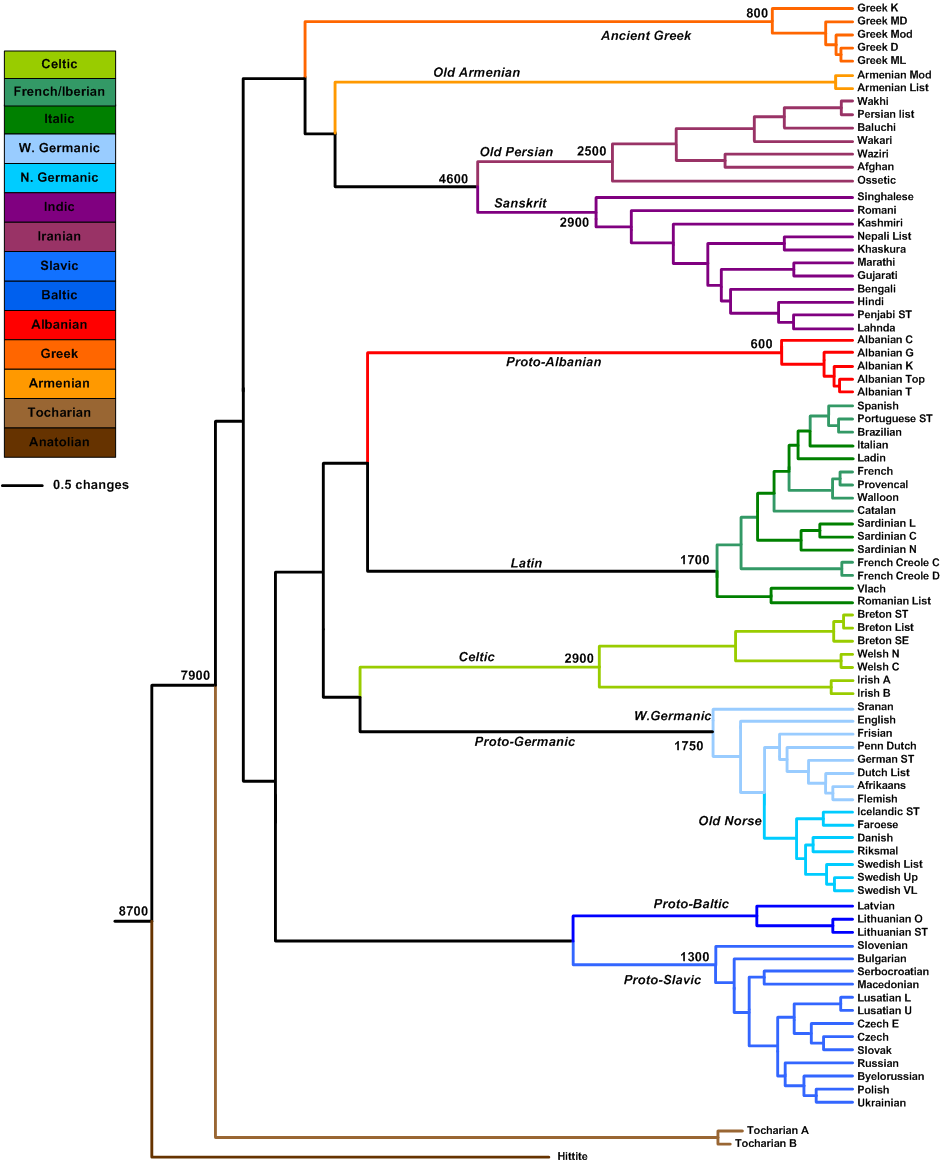 Celtic
French/Iberian
Italic
W. Germanic
N. Germanic
Indic
Iranian
Slavic
Baltic
Albanian
Greek
Armenian
Tocharian
Anatolian
0.5 changes
8700
7900
800
Ancient Greek
Greek K
Greek MD
Greek Mod
Greek D
Greek ML
Old Armenian
Armenian Mod
Armenian List
4600
Old Persian
2500
Wakhi
Persian list
Baluchi
Wakari
Waziri
Afghan
Ossetic
Sanskrit
2900
Singhalese
Romani
Kashmiri
Nepali List
Khaskura
Marathi
Gujarati
Bengali
Hindi
Penjabi ST
Lahnda
Proto-Albanian
600
Albanian C
Albanian G
Albanian K
Albanian Top
Albanian T
Latin
1700
Spanish
Portuguese ST
Brazilian
Italian
Ladin
French
Provencal
Walloon
Catalan
Sardinian L
Sardinian C
Sardinian N
French Creole C
French Creole D
Vlach
Romanian List
Celtic
2900
Breton ST
Breton List
Breton SE
Welsh N
Welsh C
Irish A
Irish B
Proto-Germanic
W.Germanic
1750
Sranan
English
Frisian
Penn Dutch
German ST
Dutch List
Afrikaans
Flemish
Old Norse
Icelandic ST
Faroese
Danish
Riksmal
Swedish List
Swedish Up
Swedish VL
Proto-Baltic
Latvian
Lithuanian O
Lithuanian ST
Proto-Slavic
1300
Slovenian
Bulgarian
Serbocroatian
Macedonian
Lusatian L
Lusatian U
Czech E
Czech
Slovak
Russian
Byelorussian
Polish
Ukrainian
Tocharian A
Tocharian B
Hittite